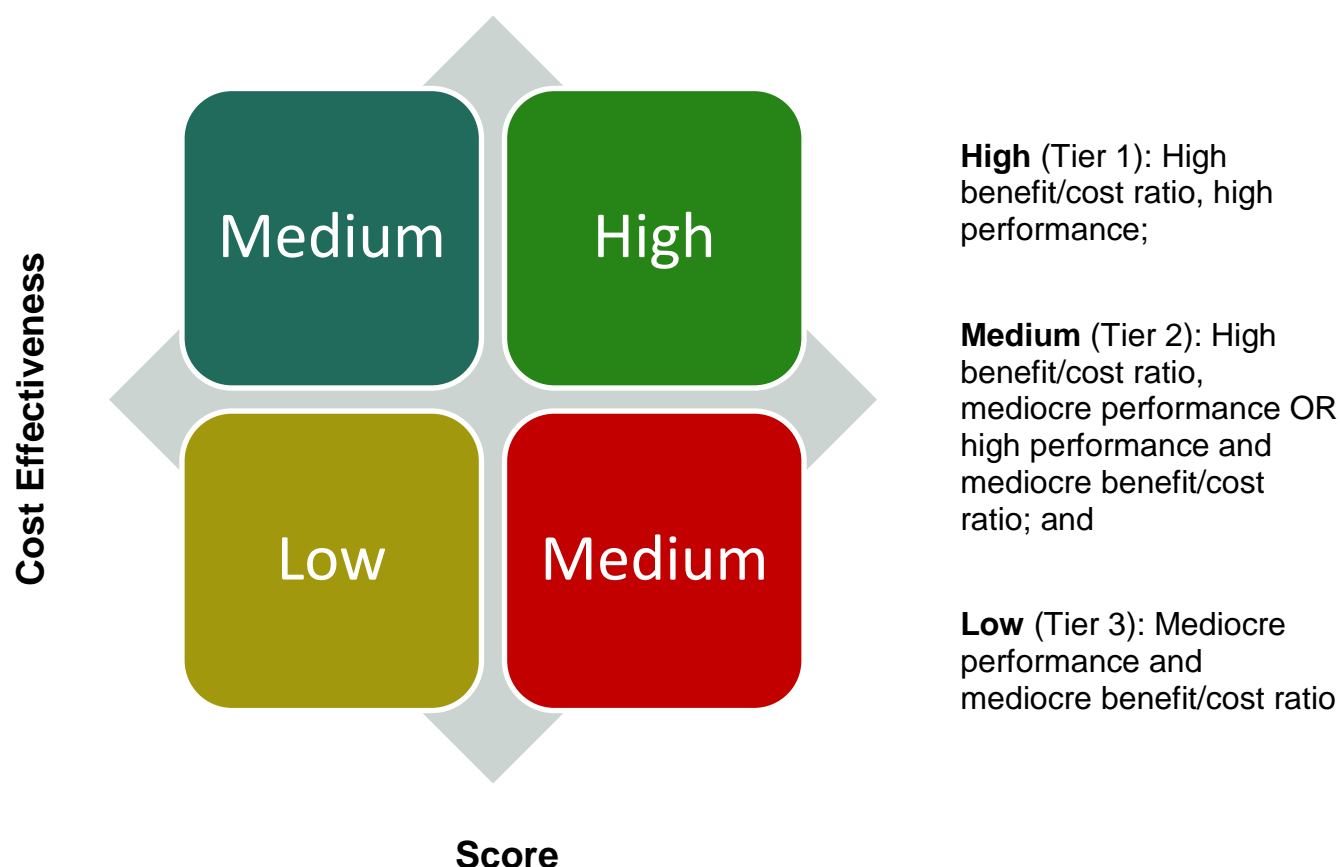 Cost Effectiveness
Medium
High
Low
Medium
Score
High (Tier 1): High
benefit/cost ratio, high
performance;
Medium (Tier 2): High
benefit/cost ratio,
mediocre performance OR
high performance and
mediocre benefit/cost
ratio; and
Low (Tier 3): Mediocre
performance and
mediocre benefit/cost ratio